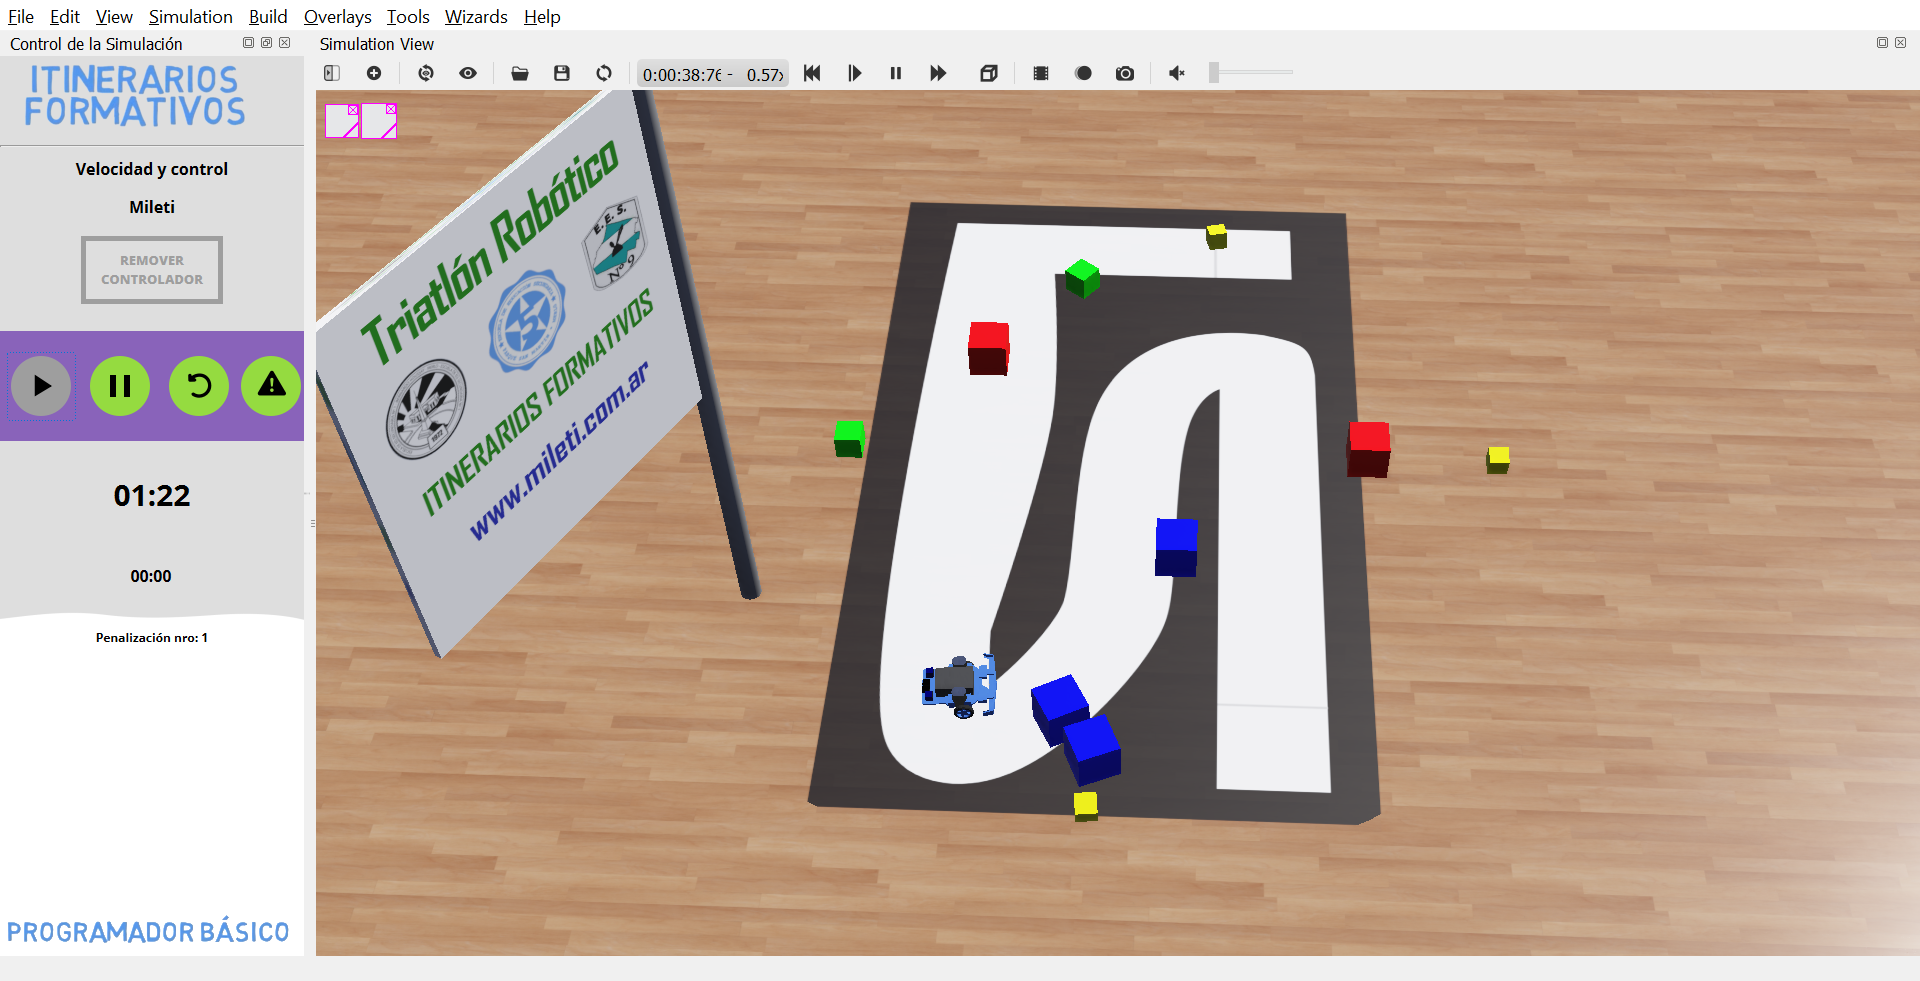 File Edit View Simulation Build Overlays Tools Wizards Help
Control de la Simulación
Simulation View
0:00:38:76 - 0.57x
ITINERARIOS
FORMATIVOS
Velocidad y control
Mileti
REMOVER
CONTROLADOR
01:22
00:00
Penalización nro: 1
PROGRAMADOR BÁSICO
Triatlón Robótico
E.E.S.
Nº 9
ITINERARIOS FORMATIVOS
www.mileti.com.ar